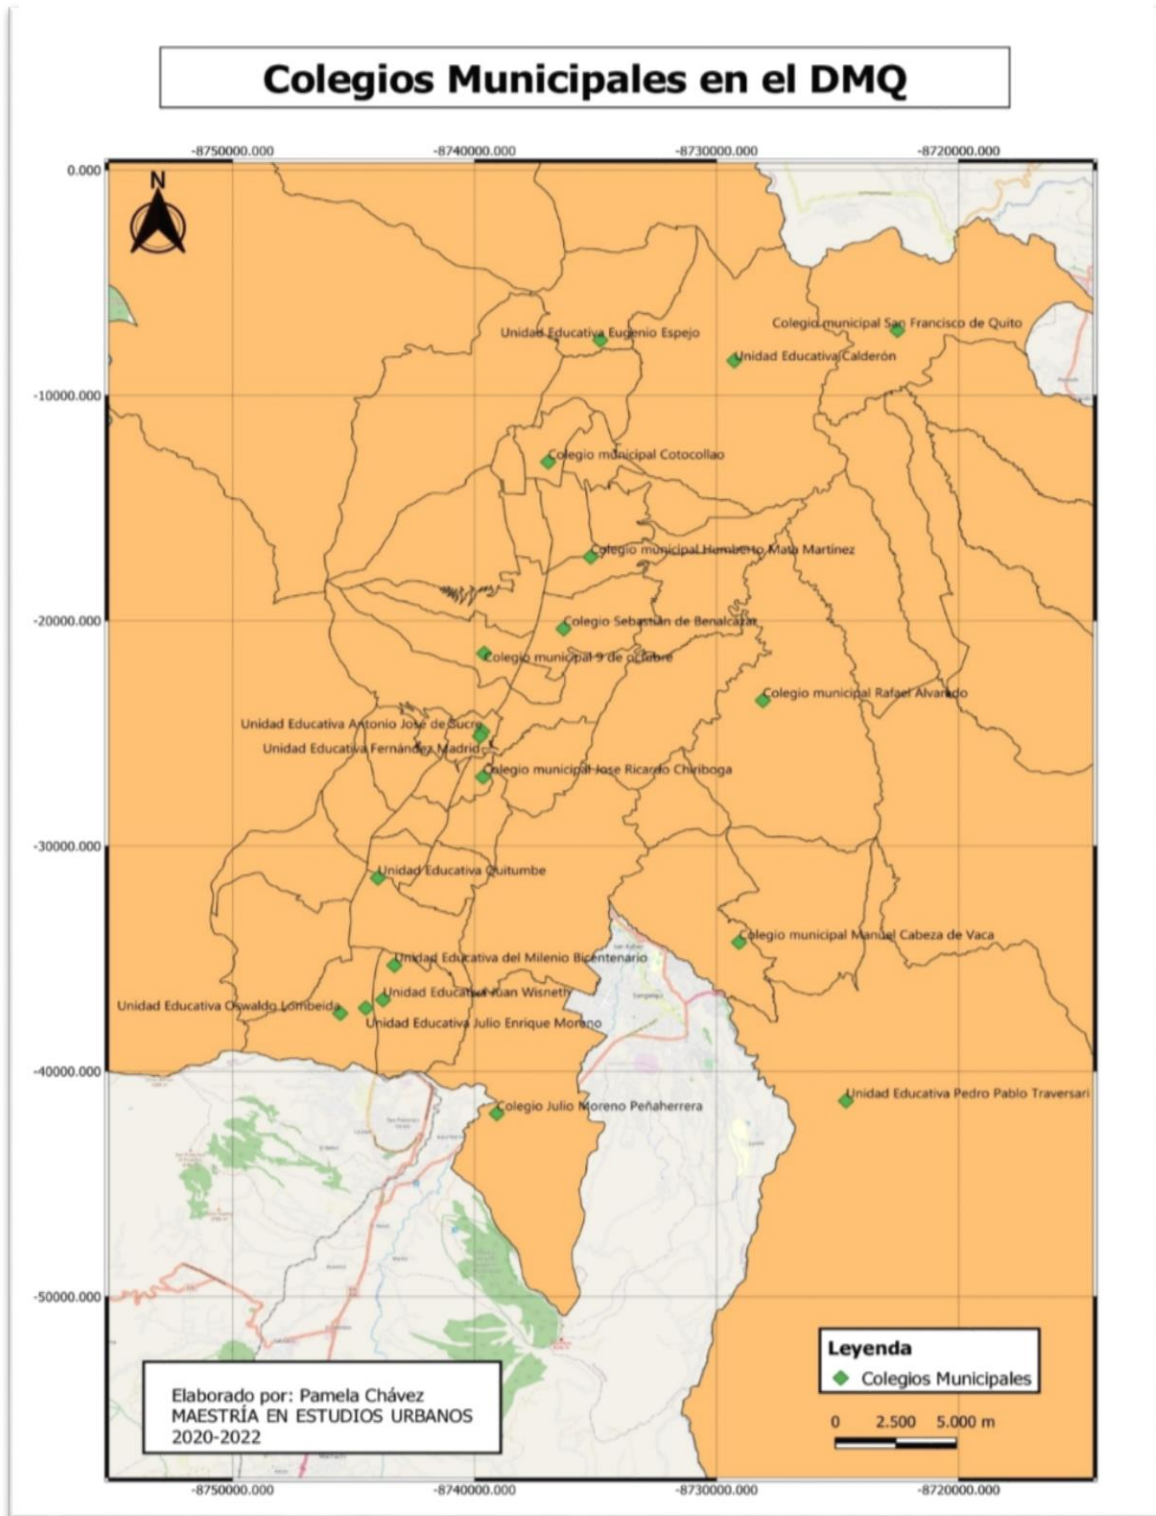 Colegios Municipales en el DMQ
-8750000.000 -8740000.000 -8730000.000 -8720000.000
0.000
N
Colegio municipal San Francisco de Quito
Unidad Educativa Eugenio Espejo
Unidad Educativa Calderón
-10000.000
Colegio municipal Cotocollao
Colegio municipal Humberto Mata Martinez
-20000.000
Colegio Sebastián de Benalcázar
Colegio municipal 9 de octubre
Colegio municipal Rafael Alvarado
Unidad Educativa Antonio José de Sucre
Unidad Educativa Fernández Madrid
Colegio municipal Jose Ricardo Chiriboga
-30000.000
Unidad Educativa Quitumbe
Colegio municipal Manuel Cabeza de Vaca
Unidad Educativa del Milenio Bicentenario
Unidad Educativa Juan Wisneth
Unidad Educativa Oswaldo Lombeida
Unidad Educativa Julio Enrique Moreno
-40000.000
Unidad Educativa Pedro Pablo Traversari
Colegio Julio Moreno Peñaherrera
-50000.000
Leyenda
Colegios Municipales
Elaborado por: Pamela Chávez
MAESTRÍA EN ESTUDIOS URBANOS
2020-2022
0 2.500 5.000 m
-8750000.000 -8740000.000 -8730000.000 -8720000.000